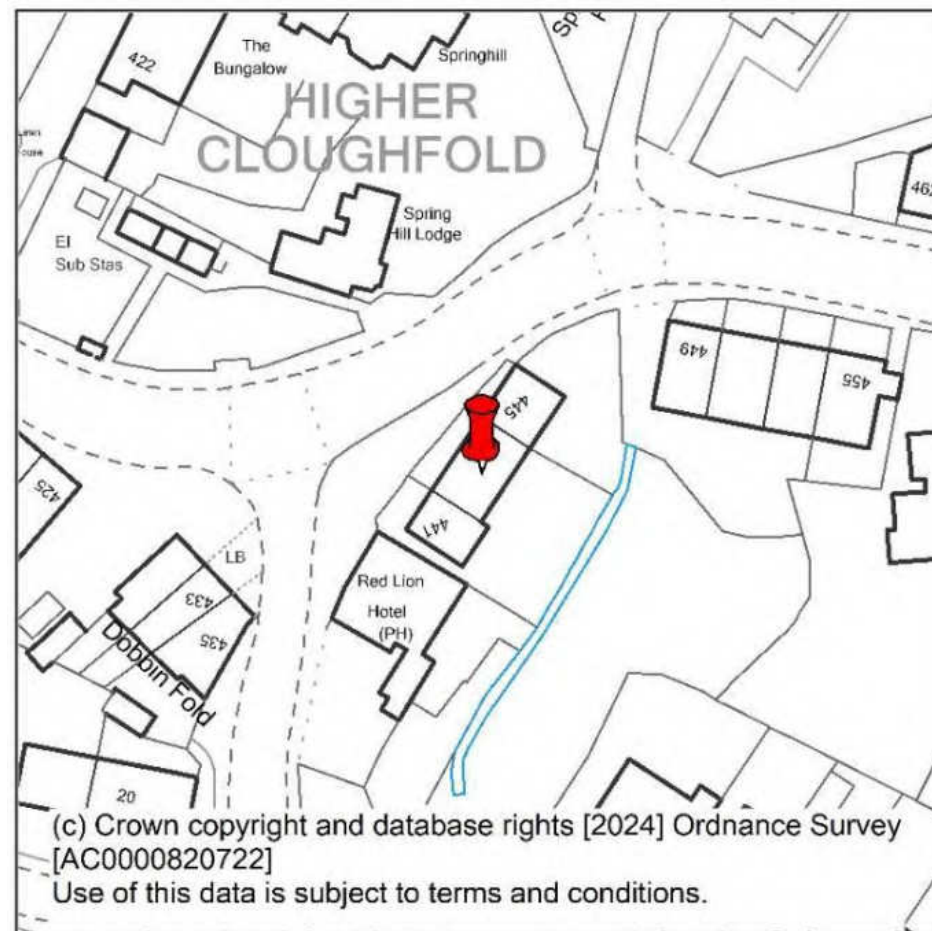 422
The
Bungalow
Springhill
HIGHER
CLOUGHFOLD
Spring
Hill Lodge
El
Sub Stas
462
449
455
445
441
425
LB
433
435
Dobbin Fold
Red Lion
Hotel
(PH)
20
(c) Crown copyright and database rights [2024] Ordnance Survey
[AC0000820722]
Use of this data is subject to terms and conditions.